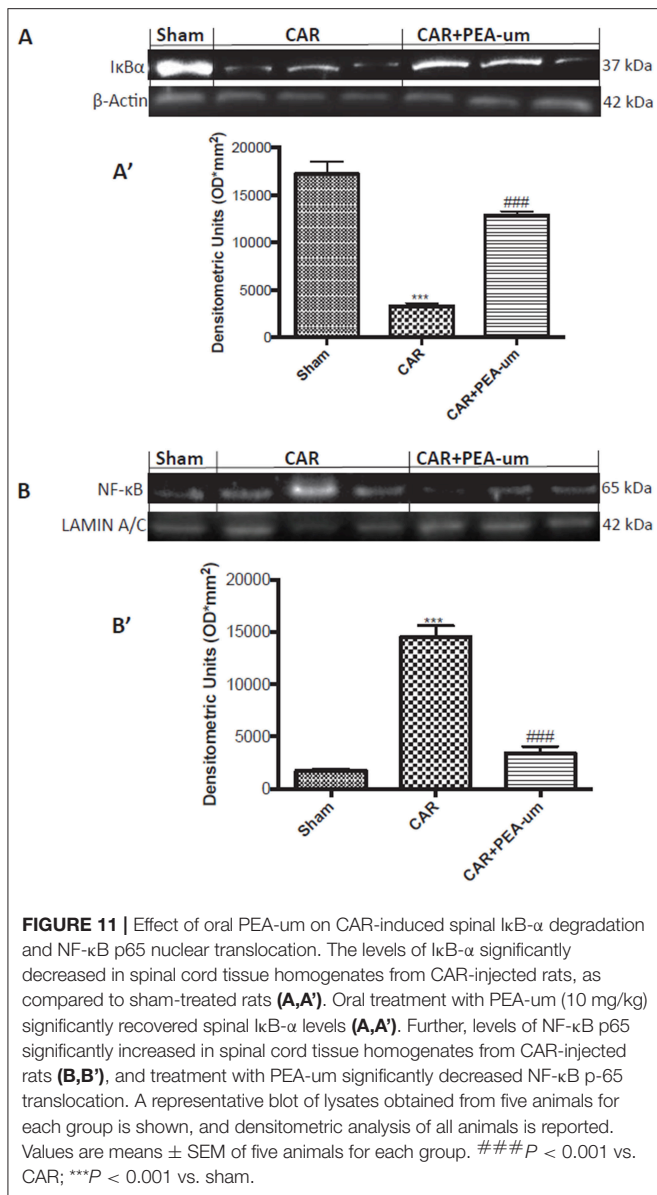 A
Sham CAR CAR+PEA-um
IκBα 37 kDa
β-Actin 42 kDa
A’
Densitometric Units (OD*mm²)
20000
15000
10000
5000
0
***
###
Sham
CAR
CAR+PEA-um
Sham CAR CAR+PEA-um
B
NF-κB 65 kDa
LAMIN A/C 42 kDa
B’
Densitometric Units (OD*mm²)
20000
15000
10000
5000
0
***
###
Sham
CAR
CAR+PEA-um
FIGURE 11 | Effect of oral PEA-um on CAR-induced spinal IκB-α degradation
and NF-κB p65 nuclear translocation. The levels of IκB-α significantly
decreased in spinal cord tissue homogenates from CAR-injected rats, as
compared to sham-treated rats (A,A’). Oral treatment with PEA-um (10 mg/kg)
significantly recovered spinal IκB-α levels (A,A’). Further, levels of NF-κB p65
significantly increased in spinal cord tissue homogenates from CAR-injected
rats (B,B’), and treatment with PEA-um significantly decreased NF-κB p-65
translocation. A representative blot of lysates obtained from five animals for
each group is shown, and densitometric analysis of all animals is reported.
Values are means ± SEM of five animals for each group. ###P < 0.001 vs.
CAR; ***P < 0.001 vs. sham.